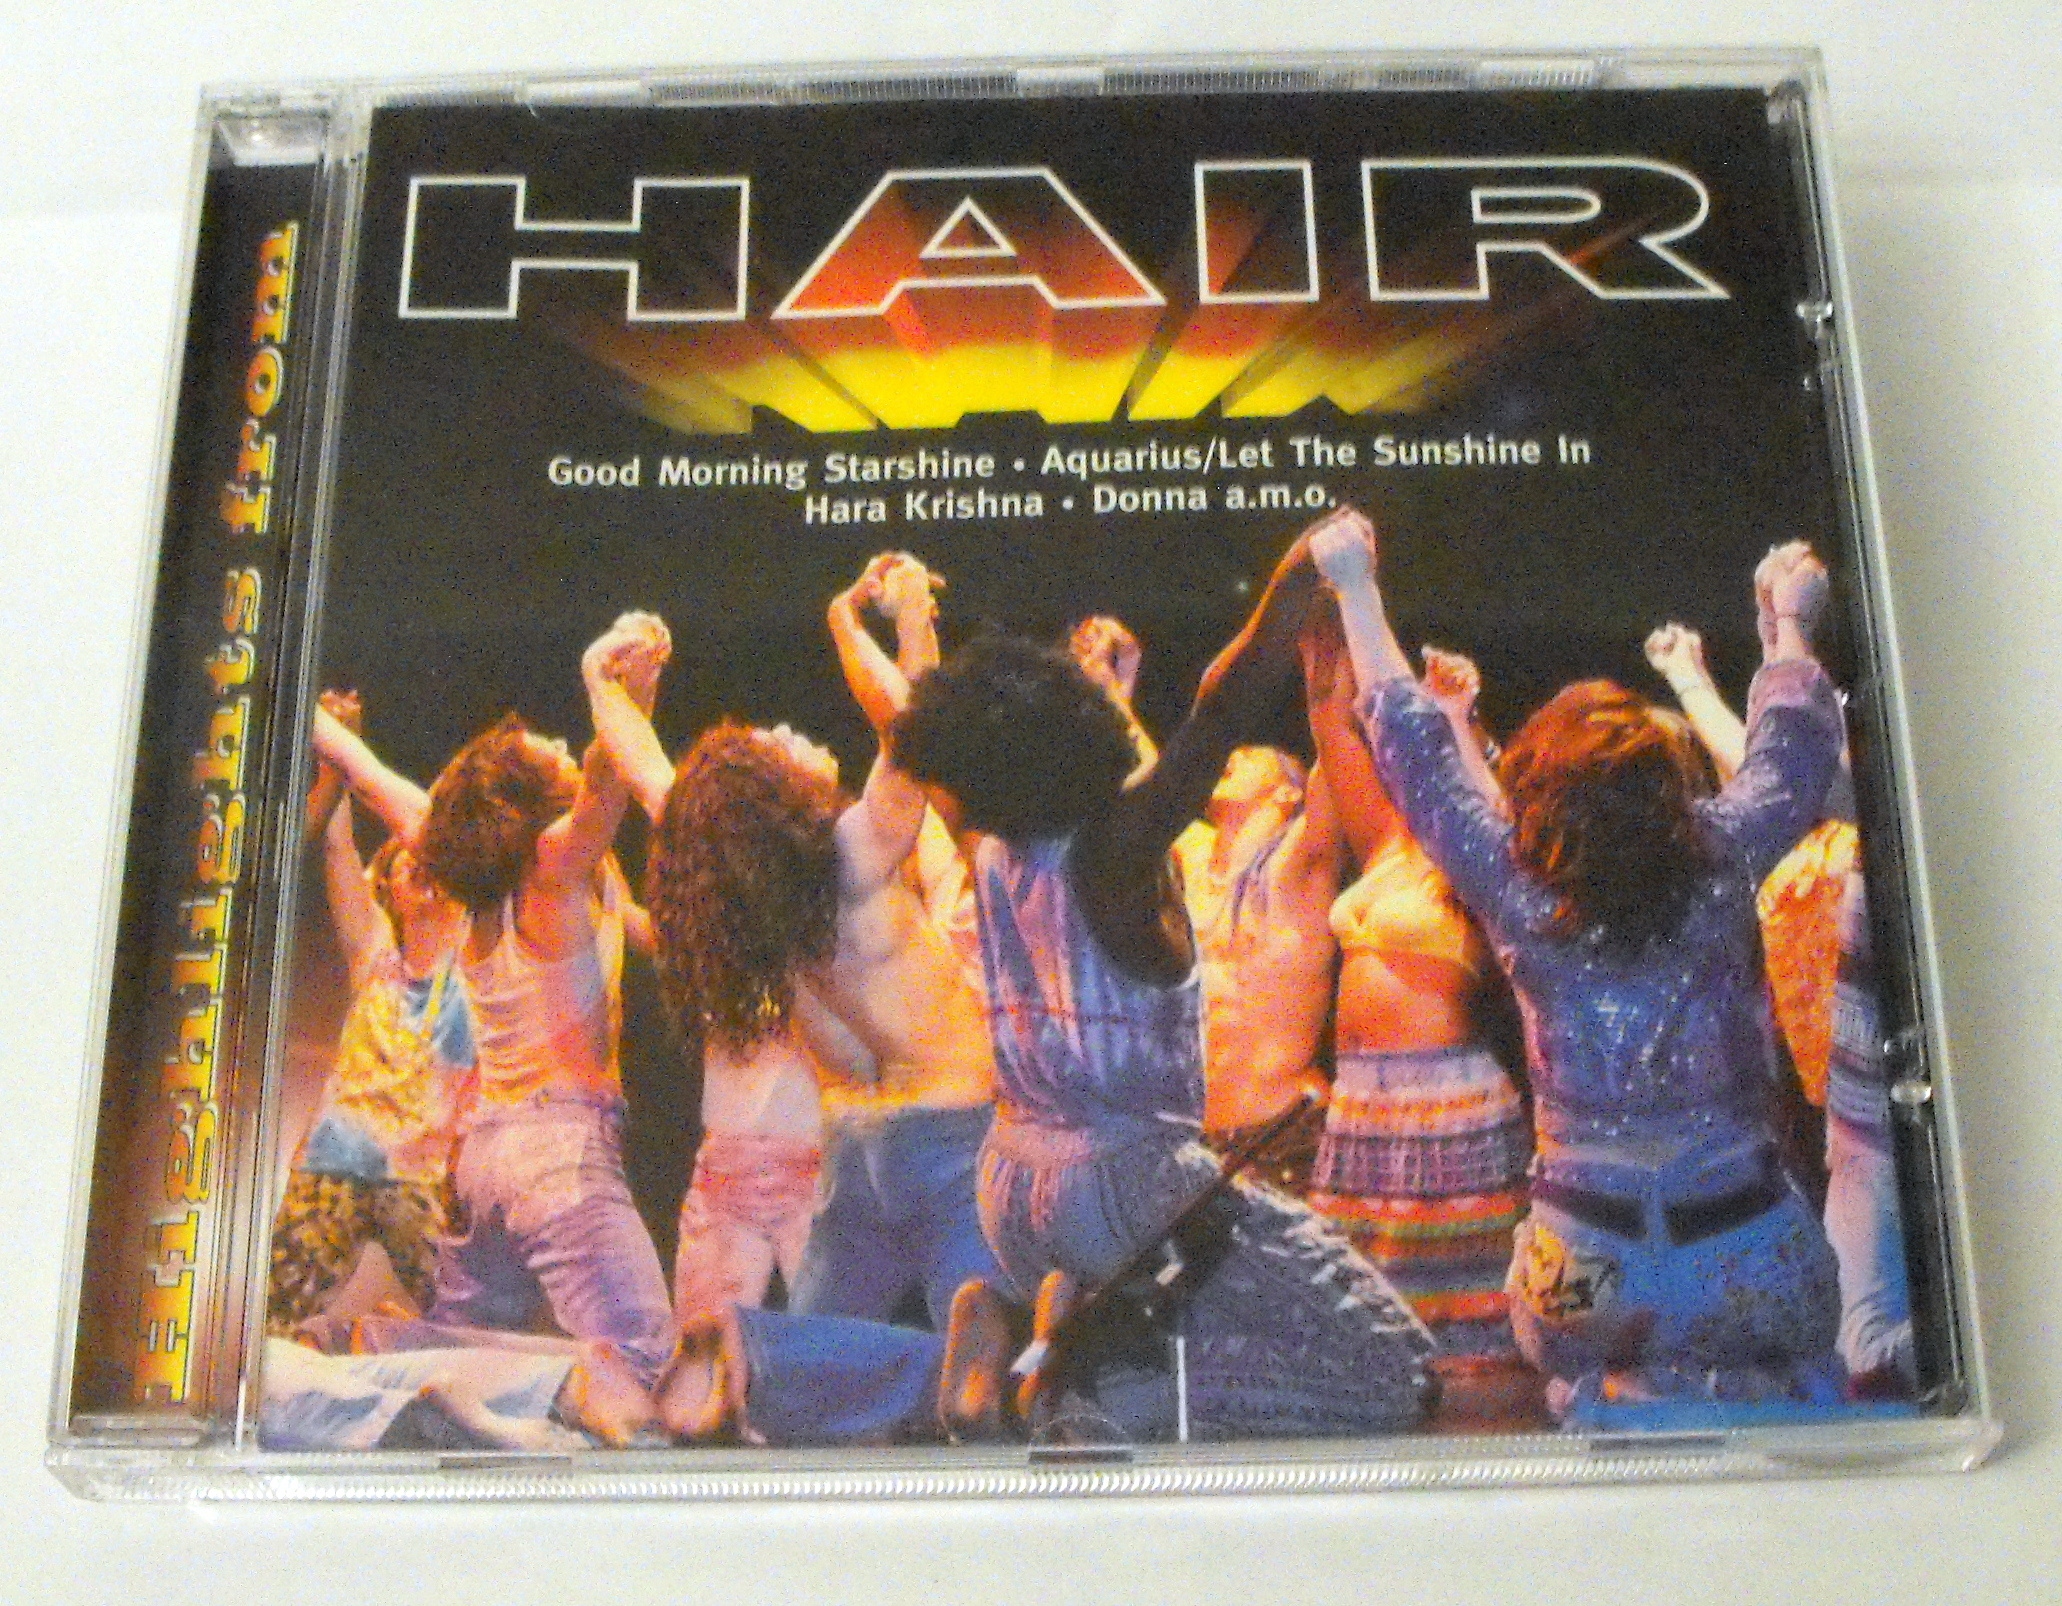 Highlights from
HAIR
Good Morning Starshine • Aquarius/Let The Sunshine In
Hara Krishna • Donna a.m.o.